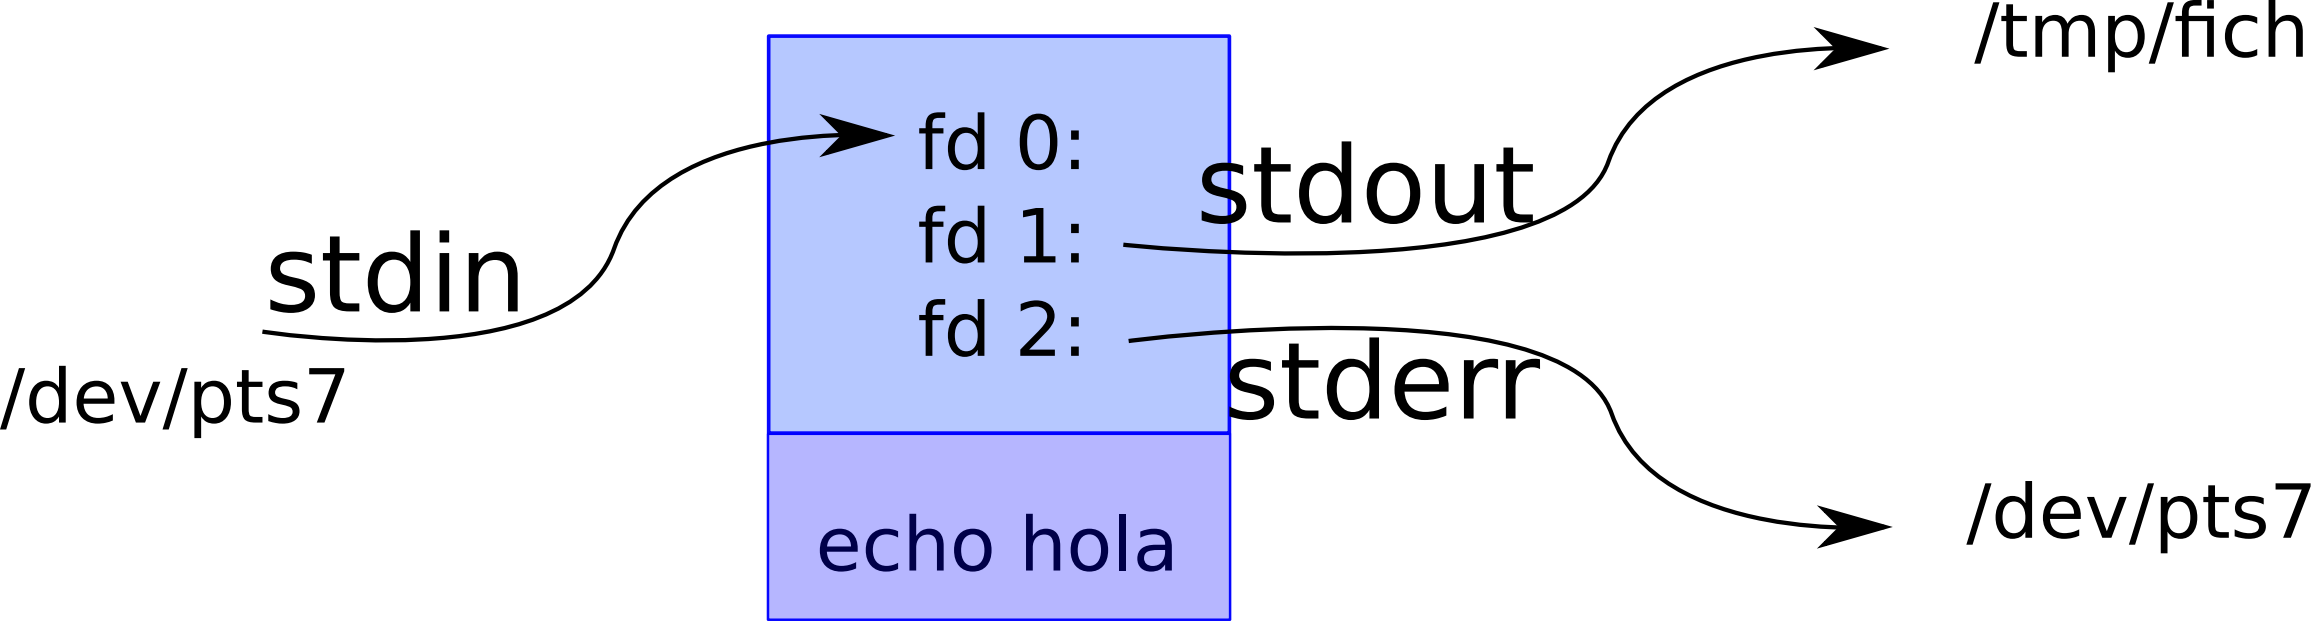 /tmp/fich
fd 0:
stdout
fd 1:
stdin
fd 2:
stderr
/dev/pts7
/dev/pts7
echo hola